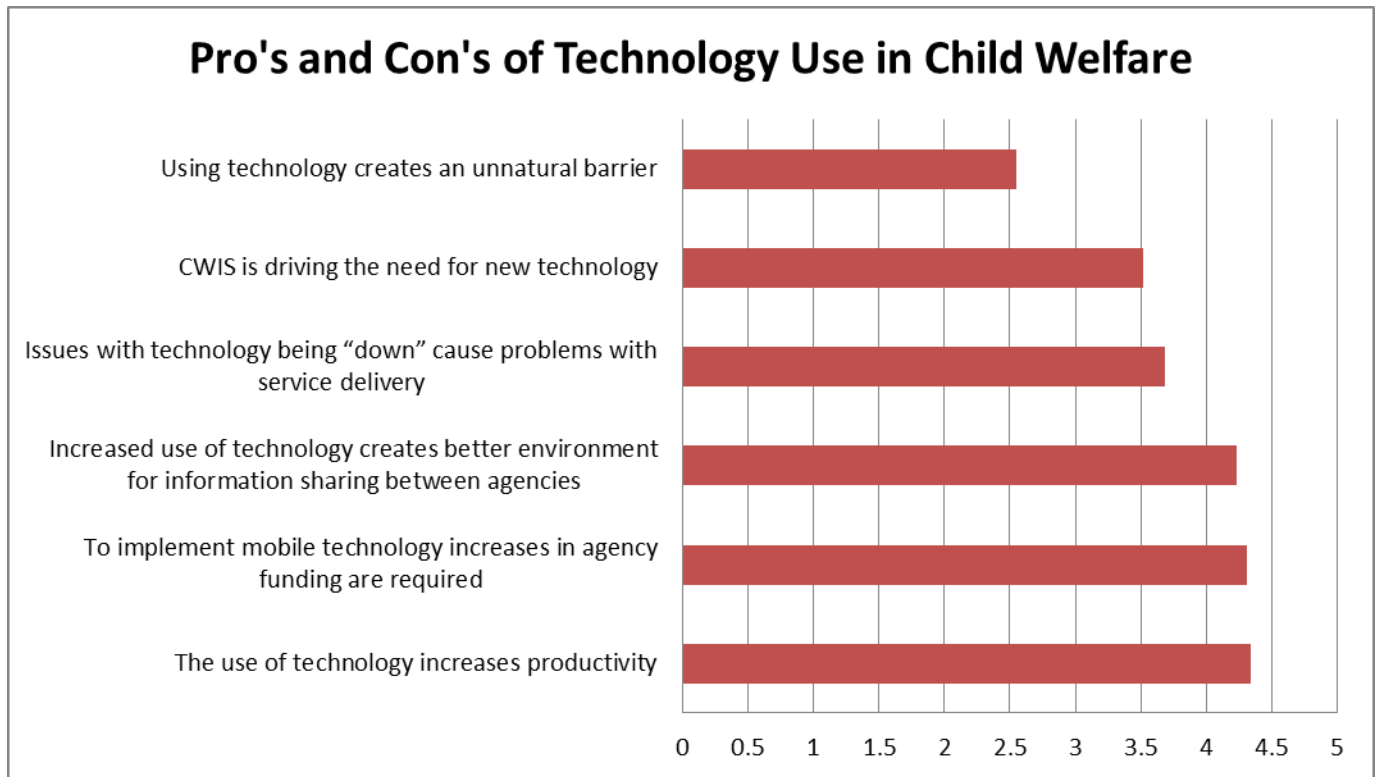 Pro's and Con's of Technology Use in Child Welfare
Using technology creates an unnatural barrier
CWIS is driving the need for new technology
Issues with technology being “down” cause problems with
service delivery
Increased use of technology creates better environment
for information sharing between agencies
To implement mobile technology increases in agency
funding are required
The use of technology increases productivity
0 0.5 1 1.5 2 2.5 3 3.5 4 4.5 5